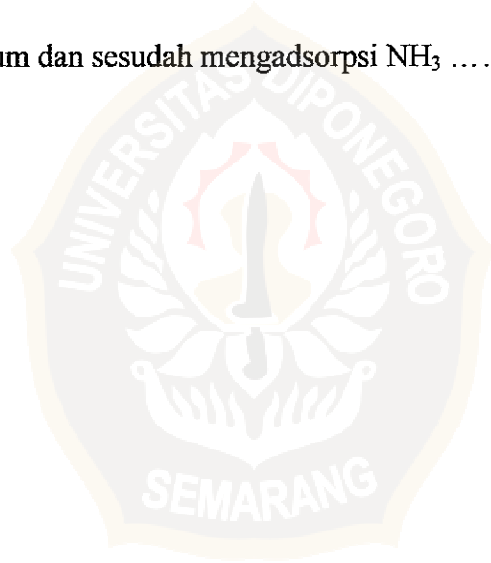 um dan sesudah mengadsorpsi NH₃ ....
UNIVERSITAS DIPONEGORO
SEMARANG